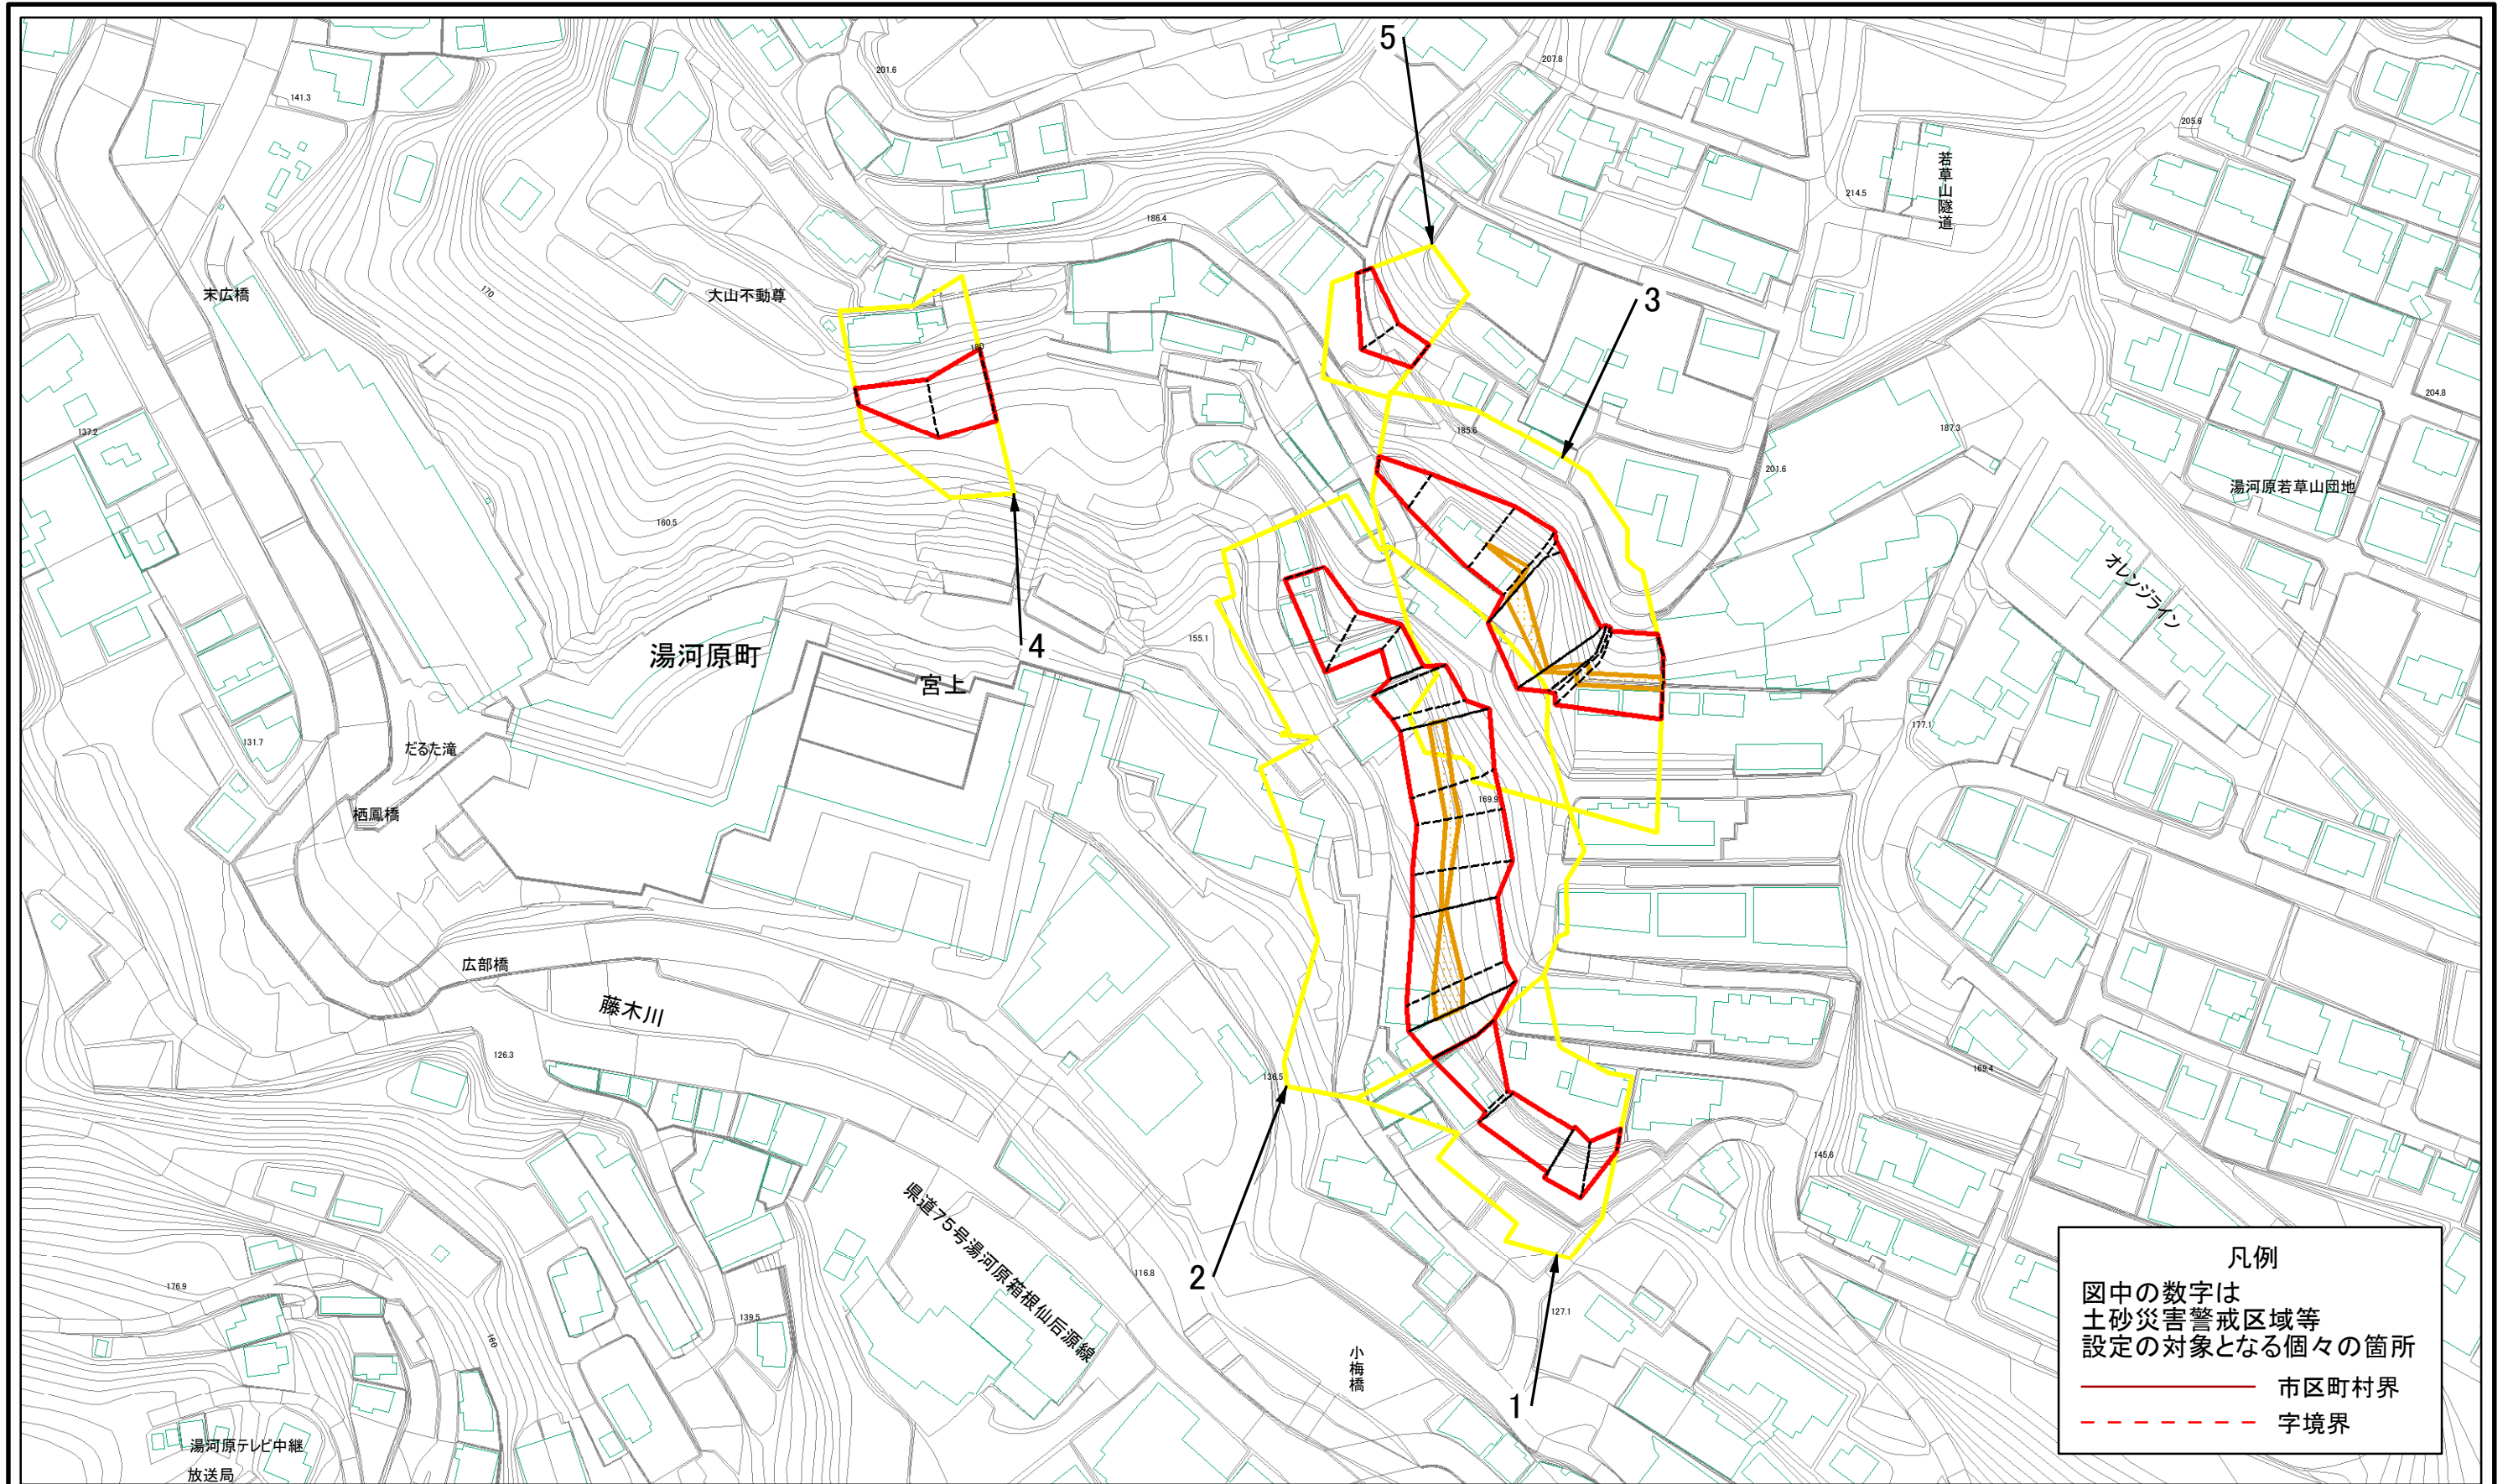 5
207.8
201.6
141.3
205.6
若草山隧道
214.5
186.4
末広橋
170
大山不動尊
3
180
204.8
137.2
185.6
187.3
201.6
湯河原若草山団地
160.5
オレンジライン
155.1
4
湯河原町
宮上
177.1
131.7
だるた滝
169.9
栖鳳橋
広部橋
藤木川
126.3
136.5
169.4
145.6
県道75号湯河原箱根仙石原線
2
116.8
176.9
127.1
139.5
160
小梅橋
1
湯河原テレビ中継
放送局
凡例
図中の数字は
土砂災害警戒区域等
設定の対象となる個々の箇所
市区町村界
字境界